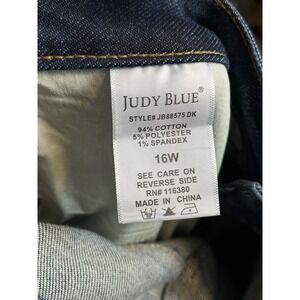 JUDY BLUE®
STYLE# JB88575 DK
94% COTTON
5% POLYESTER
1% SPANDEX
16W
SEE CARE ON
REVERSE SIDE
RN# 116380
MADE IN CHINA